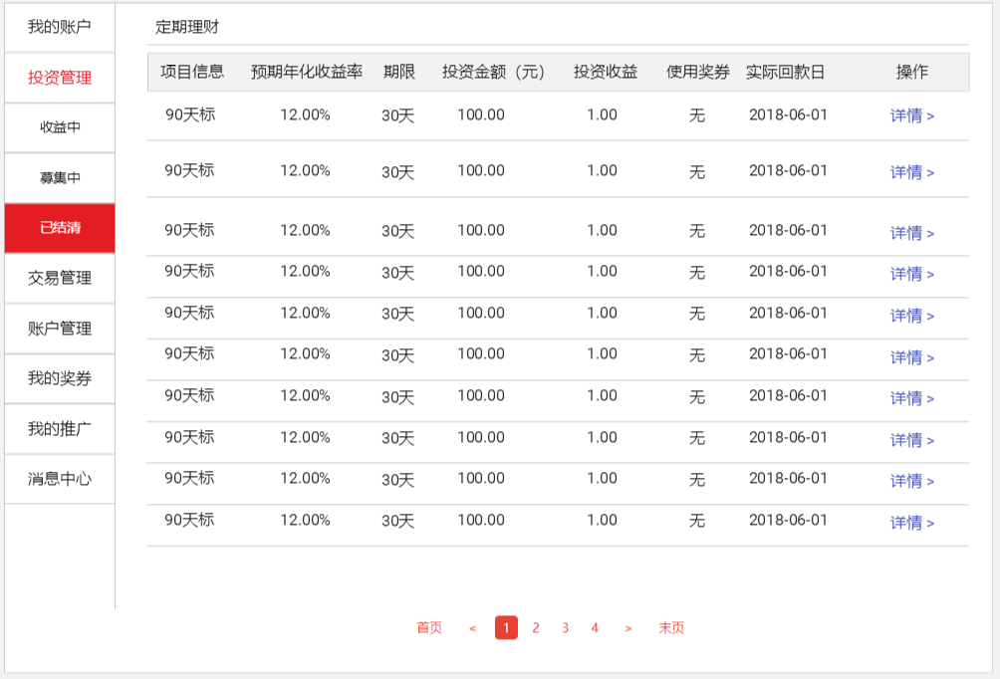 我的账户
投资管理
收益中
募集中
已结清
交易管理
账户管理
我的奖券
我的推广
消息中心
定期理财
项目信息 预期年化收益率 期限 投资金额（元） 投资收益 使用奖券 实际回款日 操作
90天标 12.00% 30天 100.00 1.00 无 2018-06-01 详情 >
90天标 12.00% 30天 100.00 1.00 无 2018-06-01 详情 >
90天标 12.00% 30天 100.00 1.00 无 2018-06-01 详情 >
90天标 12.00% 30天 100.00 1.00 无 2018-06-01 详情 >
90天标 12.00% 30天 100.00 1.00 无 2018-06-01 详情 >
90天标 12.00% 30天 100.00 1.00 无 2018-06-01 详情 >
90天标 12.00% 30天 100.00 1.00 无 2018-06-01 详情 >
90天标 12.00% 30天 100.00 1.00 无 2018-06-01 详情 >
90天标 12.00% 30天 100.00 1.00 无 2018-06-01 详情 >
90天标 12.00% 30天 100.00 1.00 无 2018-06-01 详情 >
首页 < 1 2 3 4 > 末页